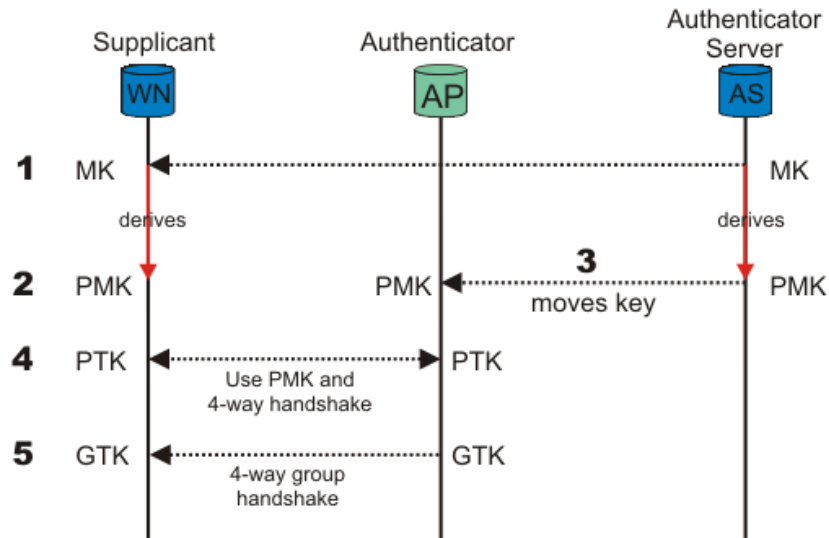 Supplicant
Authenticator
Authenticator
Server
WN
AP
AS
1
MK
MK
derives
derives
3
2
PMK
PMK
moves key
PMK
4
PTK
PTK
Use PMK and
4-way handshake
5
GTK
GTK
4-way group
handshake